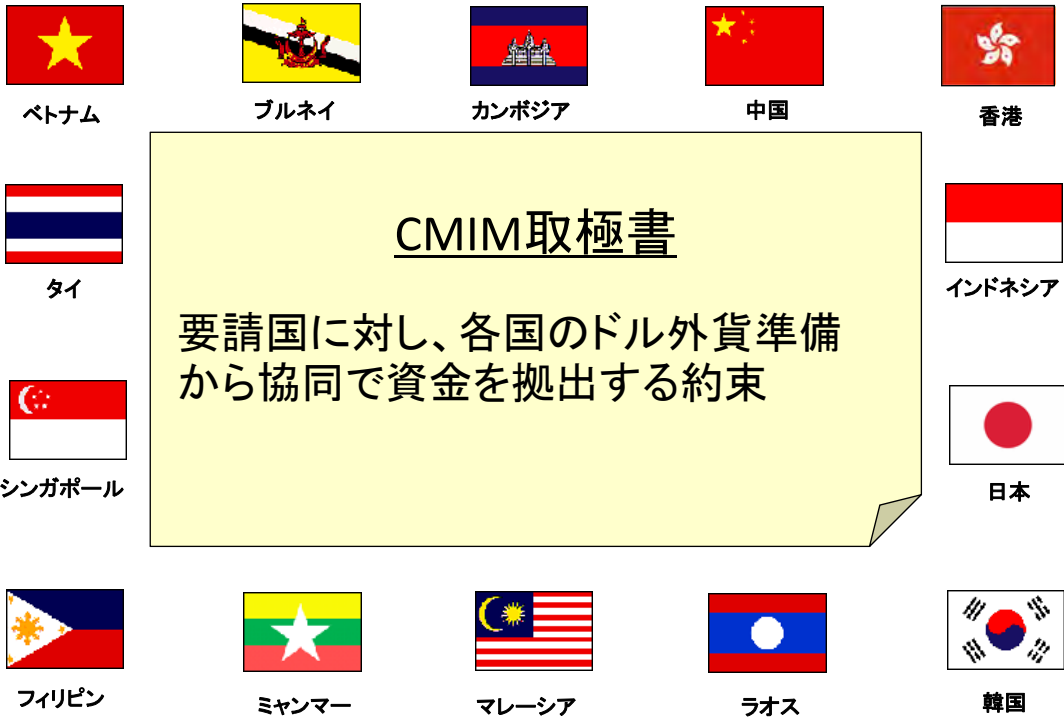 ベトナム
ブルネイ
カンボジア
中国
香港
CMIM取極書
要請国に対し、各国のドル外貨準備
から協同で資金を拠出する約束
タイ
インドネシア
シンガポール
日本
フィリピン
ミャンマー
マレーシア
ラオス
韓国